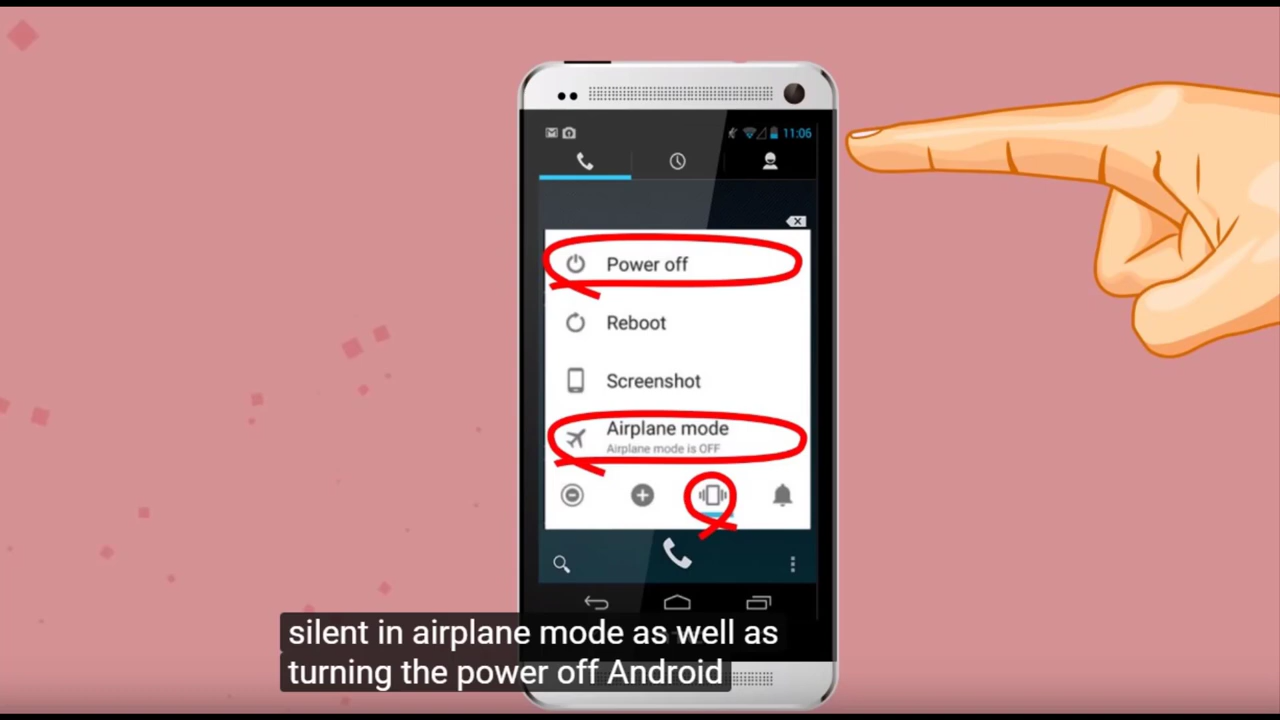 11:06
Power off
Reboot
Screenshot
Airplane mode
Airplane mode is OFF
silent in airplane mode as well as
turning the power off Android